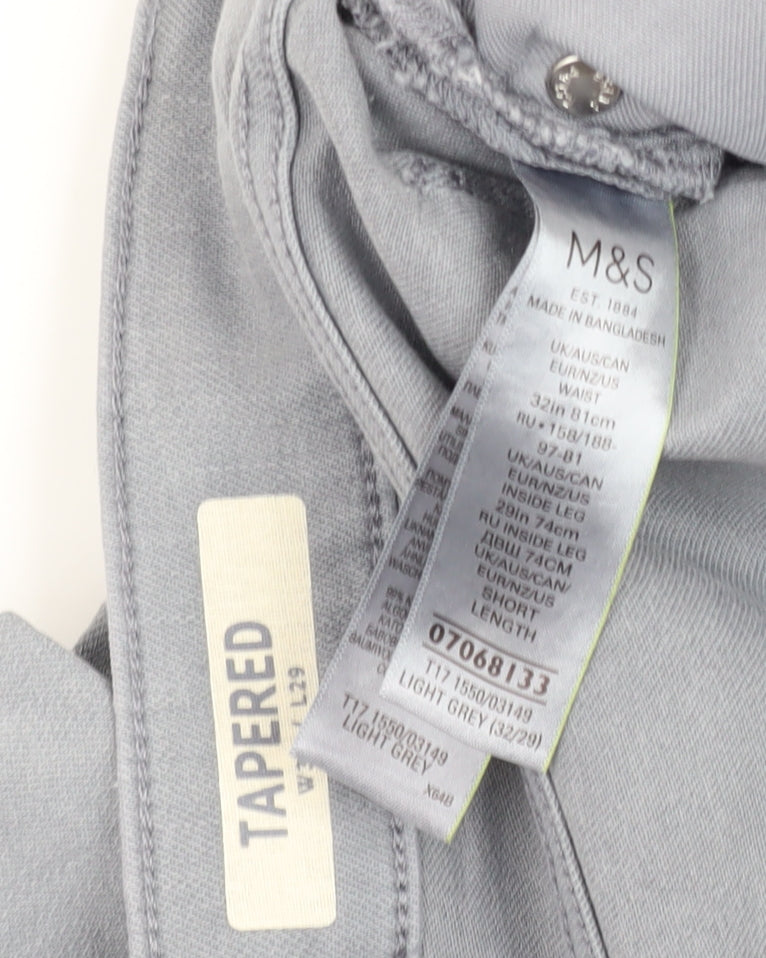 M&S
EST. 1884
MADE IN BANGLADESH
UK/AUS/CAN
EUR/NZ/US
WAIST
32in 81cm
RU • 158/188-
97-81
UK/AUS/CAN
EUR/NZ/US
INSIDE LEG
29in 74cm
RU INSIDE LEG
ДВШ 74CM
UK/AUS/CAN/
EUR/NZ/US
SHORT
LENGTH
07068133
T17 1550/03149
LIGHT GREY (32/29)
T17 1550/03149
LIGHT GREY
X64B
TAPERED
L29